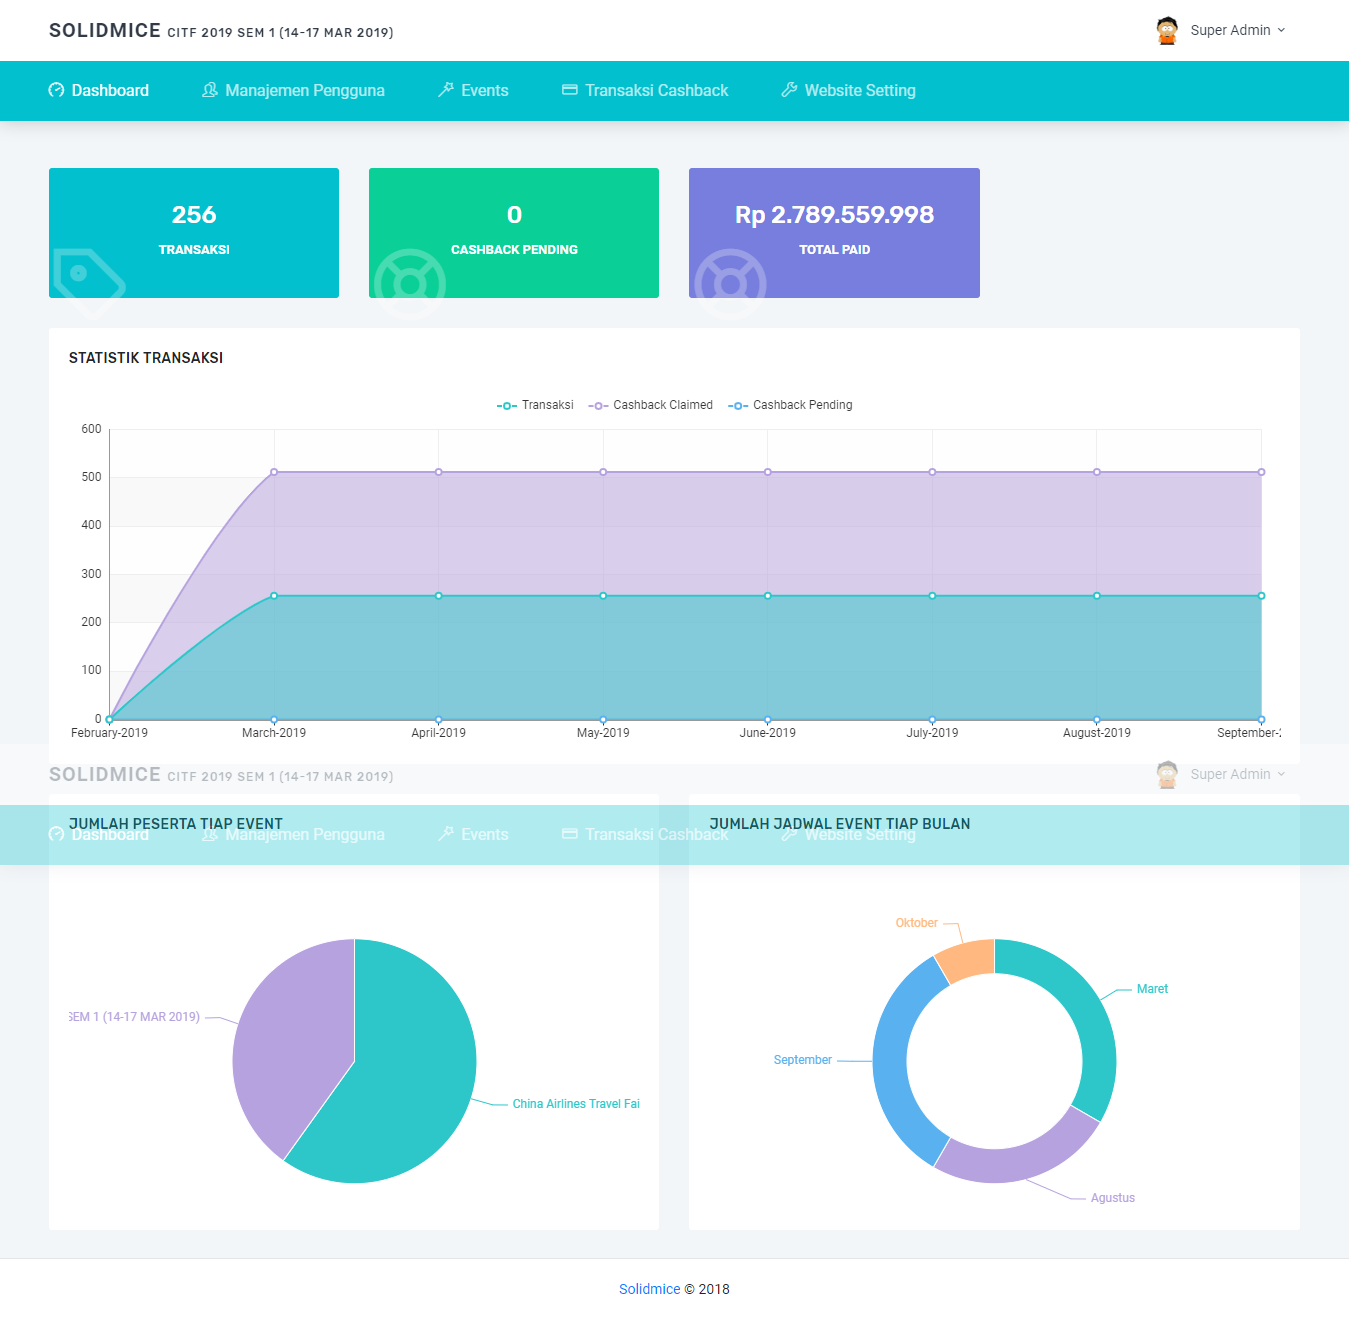 SOLIDMICE CITF 2019 SEM 1 (14-17 MAR 2019)
Super Admin
Dashboard
Manajemen Pengguna
Events
Transaksi Cashback
Website Setting
256
TRANSAKSI
0
CASHBACK PENDING
Rp 2.789.559.998
TOTAL PAID
STATISTIK TRANSAKSI
Transaksi
Cashback Claimed
Cashback Pending
600
500
400
300
200
100
0
February-2019
March-2019
April-2019
May-2019
June-2019
July-2019
August-2019
September-2
SOLIDMICE CITF 2019 SEM 1 (14-17 MAR 2019)
Super Admin
Dashboard
Manajemen Pengguna
Events
Transaksi Cashback
Website Setting
JUMLAH PESERTA TIAP EVENT
SEM 1 (14-17 MAR 2019)
China Airlines Travel Fai
JUMLAH JADWAL EVENT TIAP BULAN
Oktober
Maret
September
Agustus
Solidmice © 2018